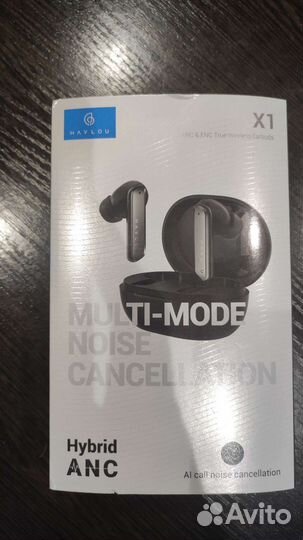 HAYLOU
X1
ANC & ENC True Wireless Earbuds
MULTI-MODE
NOISE
CANCELLATION
Hybrid
ANC
AI call noise cancellation
Avito